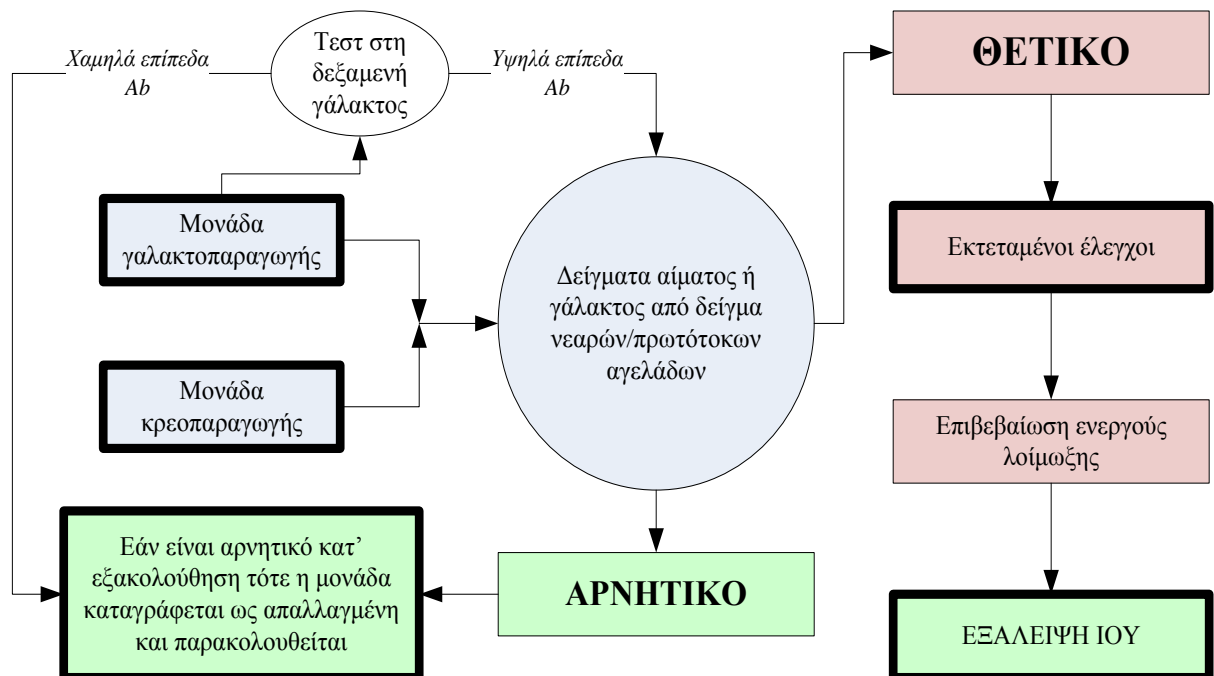 Χαμηλά επίπεδα
Ab
Τεστ στη
δεξαμενή
γάλακτος
Υψηλά επίπεδα
Ab
ΘΕΤΙΚΟ
Μονάδα
γαλακτοπαραγωγής
Εκτεταμένοι έλεγχοι
Δείγματα αίματος ή
γάλακτος από δείγμα
νεαρών/πρωτότοκων
αγελάδων
Μονάδα
κρεοπαραγωγής
Επιβεβαίωση ενεργούς
λοίμωξης
Εάν είναι αρνητικό κατ’
εξακολούθηση τότε η μονάδα
καταγράφεται ως απαλλαγμένη
και παρακολουθείται
ΑΡΝΗΤΙΚΟ
ΕΞΑΛΕΙΨΗ ΙΟΥ